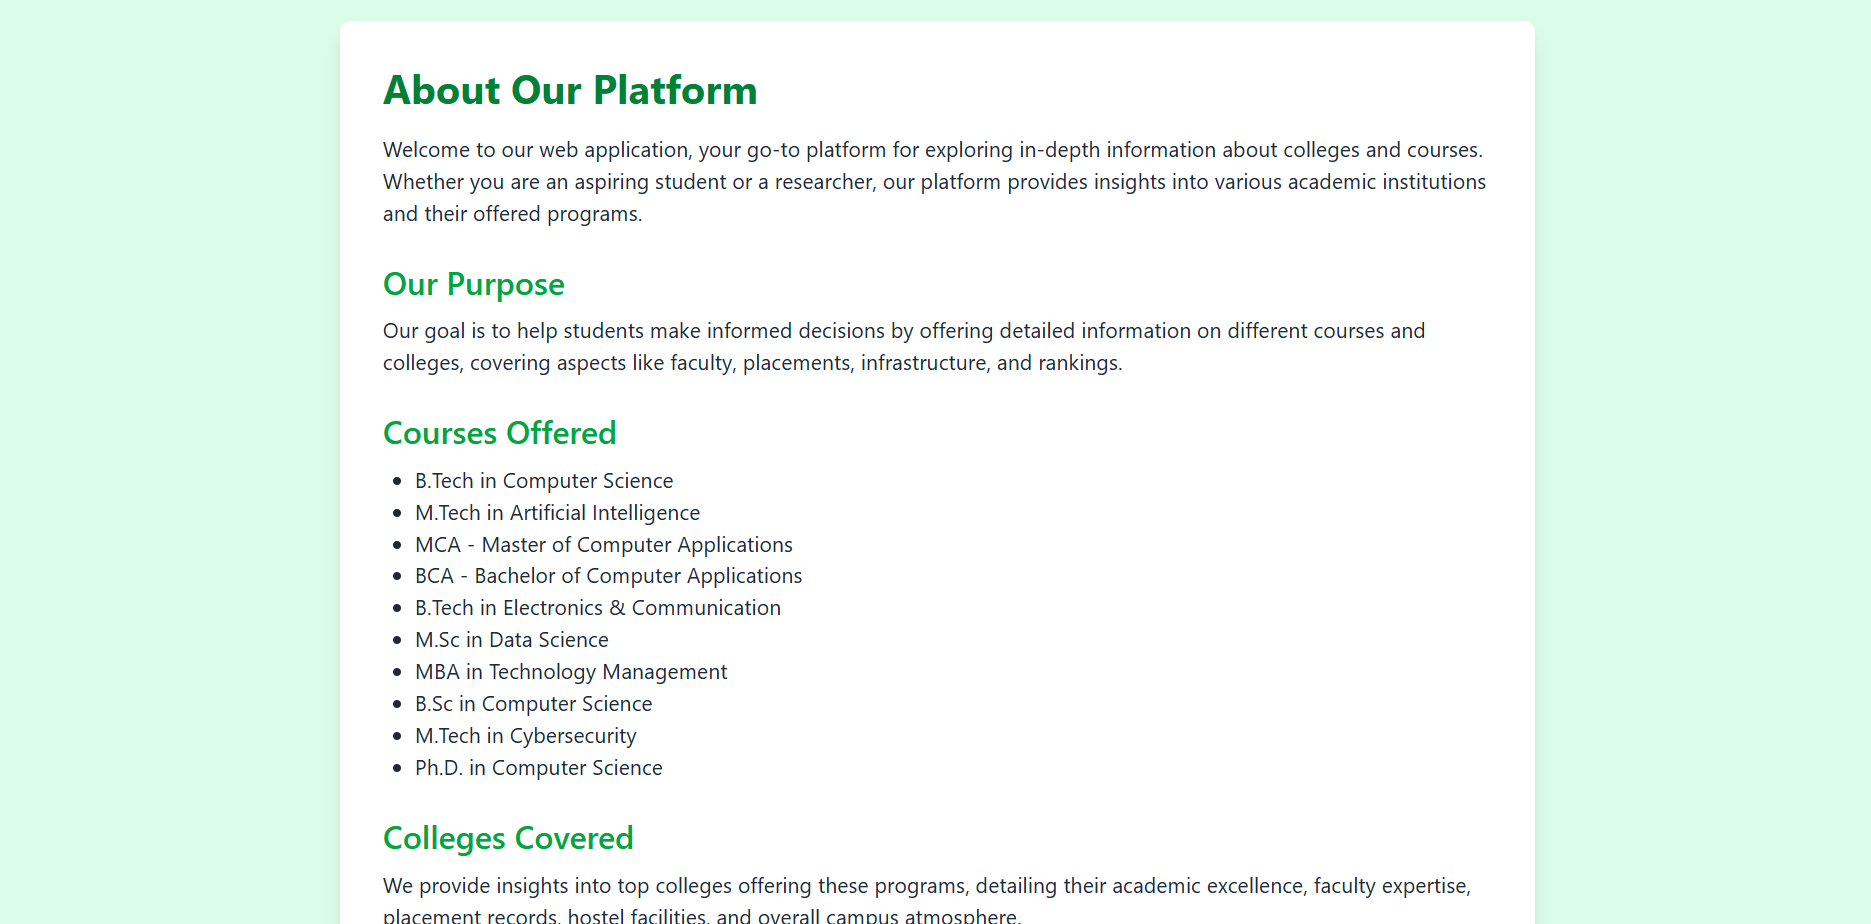 About Our Platform
Welcome to our web application, your go-to platform for exploring in-depth information about colleges and courses.
Whether you are an aspiring student or a researcher, our platform provides insights into various academic institutions
and their offered programs.
Our Purpose
Our goal is to help students make informed decisions by offering detailed information on different courses and
colleges, covering aspects like faculty, placements, infrastructure, and rankings.
Courses Offered
• B.Tech in Computer Science
• M.Tech in Artificial Intelligence
• MCA - Master of Computer Applications
• BCA - Bachelor of Computer Applications
• B.Tech in Electronics & Communication
• M.Sc in Data Science
• MBA in Technology Management
• B.Sc in Computer Science
• M.Tech in Cybersecurity
• Ph.D. in Computer Science
Colleges Covered
We provide insights into top colleges offering these programs, detailing their academic excellence, faculty expertise,
placement records, hostel facilities, and overall campus atmosphere.